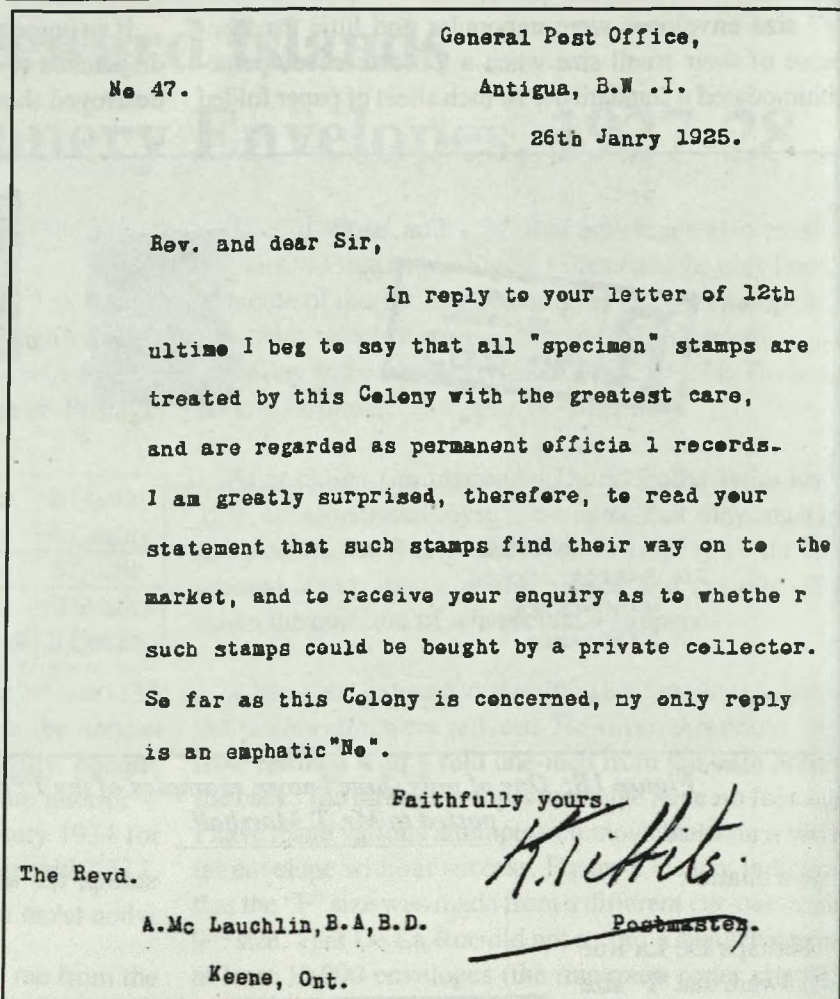 General Post Office,
No 47.
Antigua, B.W .I.
26th Janry 1925.
Rev. and dear Sir,
In reply to your letter of 12th
ultimo I beg to say that all "specimen" stamps are
treated by this Colony with the greatest care,
and are regarded as permanent officia l records.
I am greatly surprised, therefore, to read your
statement that such stamps find their way on to the
market, and to receive your enquiry as to whethe r
such stamps could be bought by a private collector.
So far as this Colony is concerned, my only reply
is an emphatic "No".
Faithfully yours,
The Revd.
A.Mc Lauchlin, B.A,B.D.
Postmaster.
Keene, Ont.